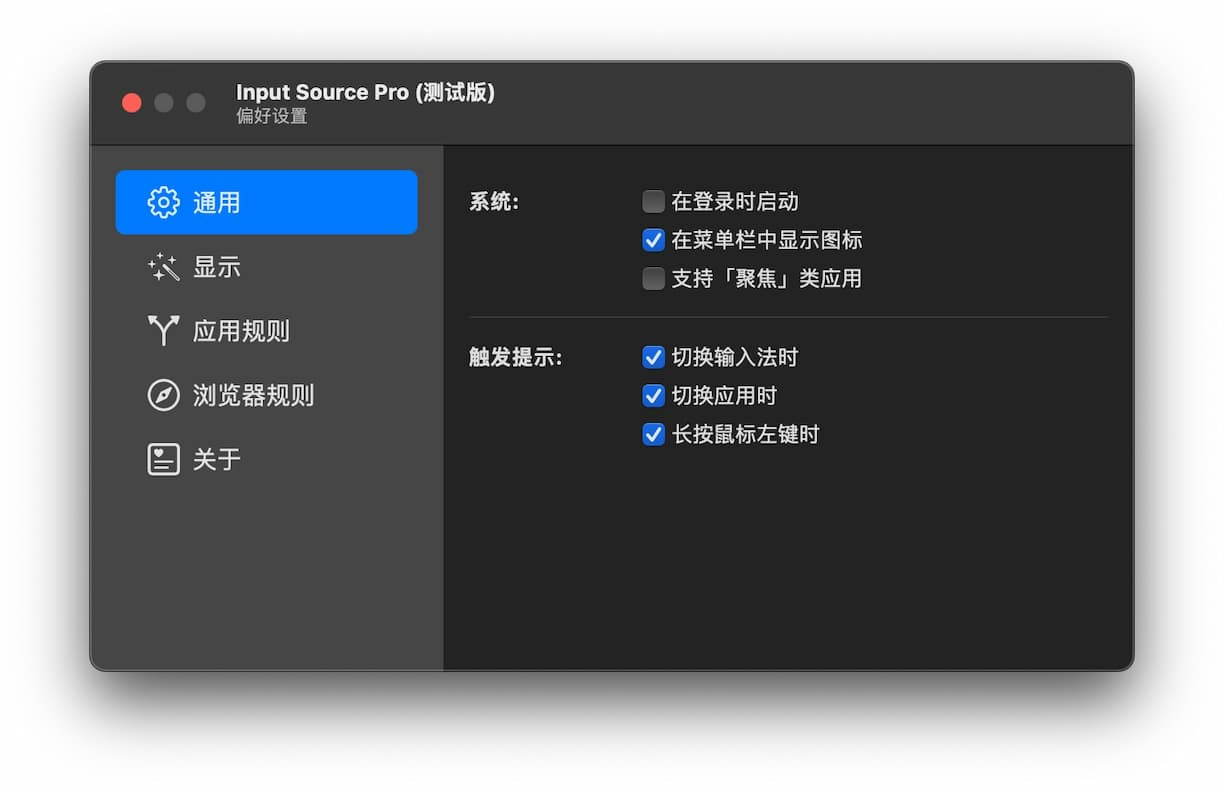 Input Source Pro (测试版)
偏好设置
通用
显示
应用规则
浏览器规则
关于
系统:
在登录时启动
在菜单栏中显示图标
支持「聚焦」类应用
触发提示:
切换输入法时
切换应用时
长按鼠标左键时